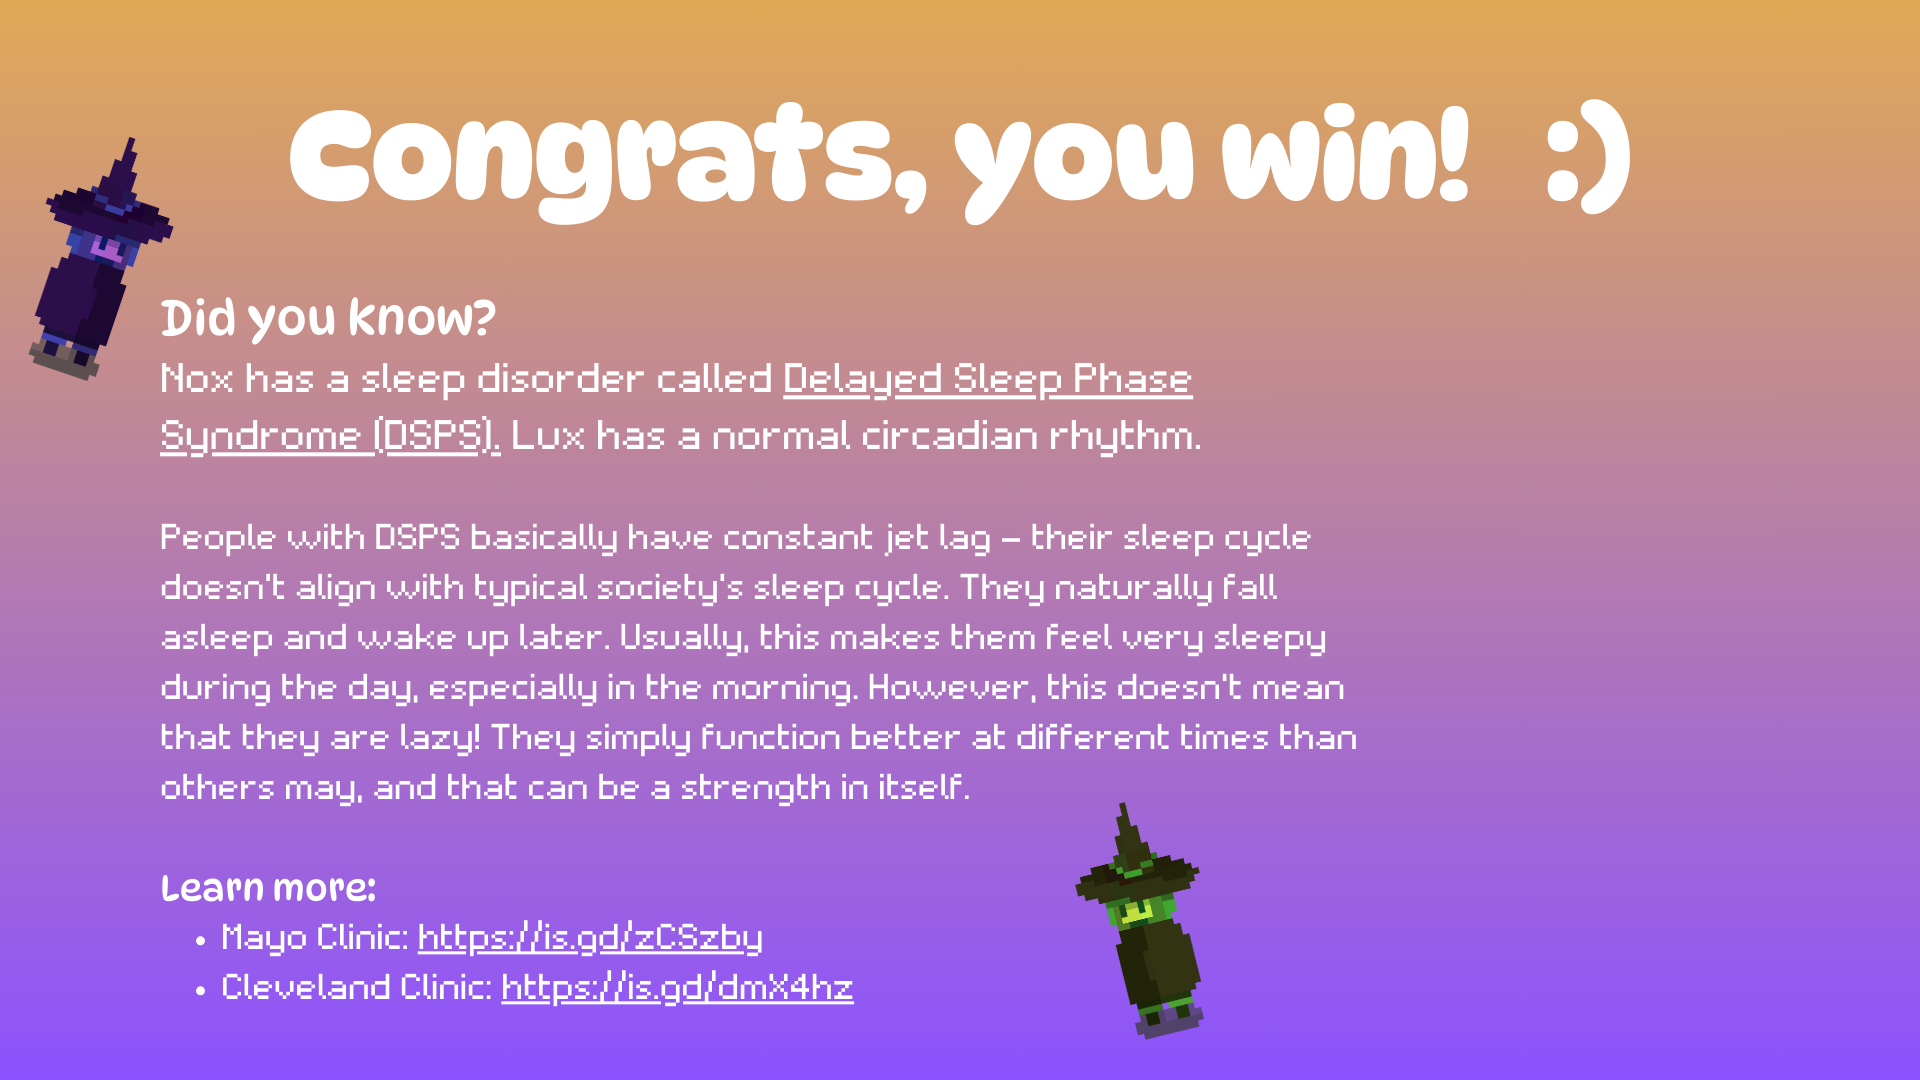 Congrats, you win! :)
Did you know?
Nox has a sleep disorder called Delayed Sleep Phase
Syndrome (DSPS). Lux has a normal circadian rhythm.
People with DSPS basically have constant jet lag – their sleep cycle
doesn't align with typical society's sleep cycle. They naturally fall
asleep and wake up later. Usually, this makes them feel very sleepy
during the day, especially in the morning. However, this doesn't mean
that they are lazy! They simply function better at different times than
others may, and that can be a strength in itself.
Learn more:
• Mayo Clinic: https://is.gd/zCSzby
• Cleveland Clinic: https://is.gd/dmX4hz